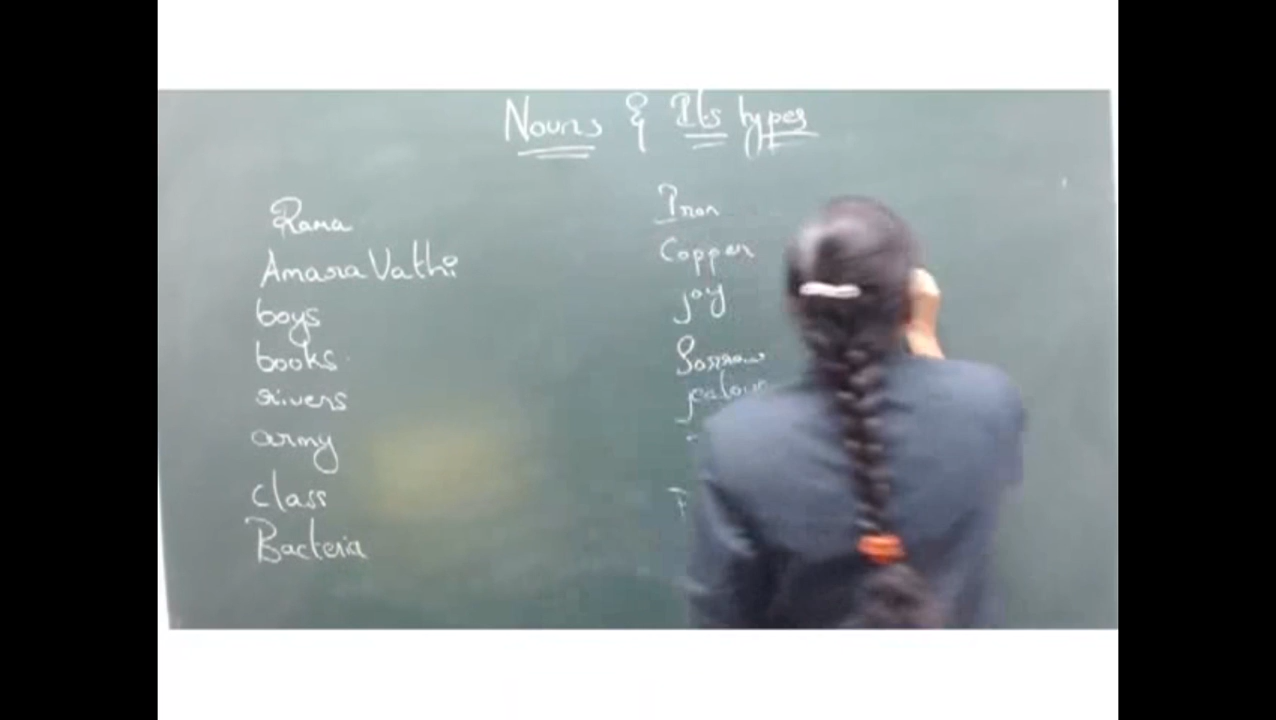 Nouns & Its types
Rama
AmaraVathi
boys
books
rivers
army
class
Bacteria
Iron
Copper
joy
Sorrow